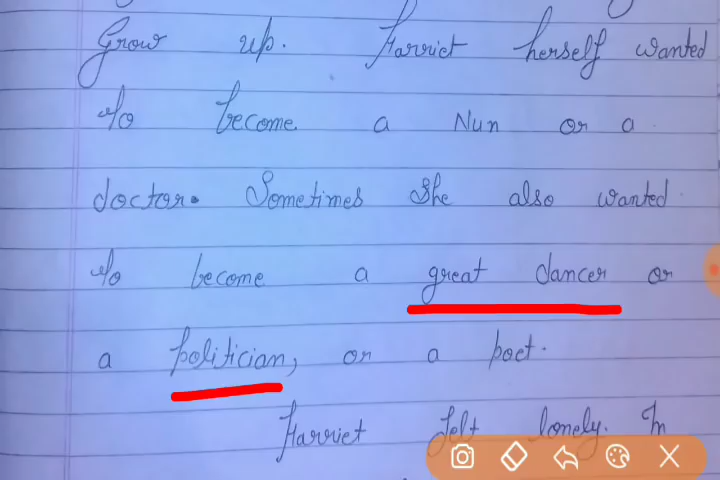 Grow up. Harriet herself wanted
to become a Nun or a
doctor. Sometimes She also wanted
to become a great dancer or
a politician, or a poet.
Harriet felt lonely. In